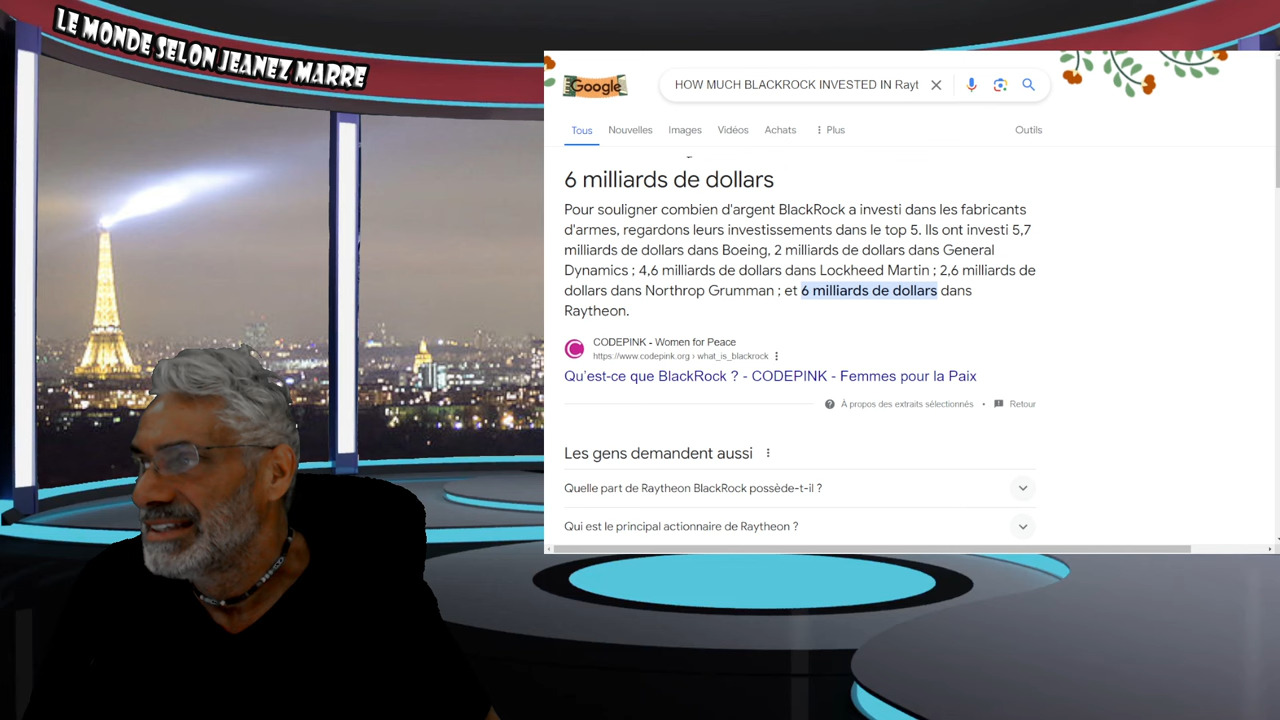 LE MONDE SELON JEANEZ MARRE
Google
HOW MUCH BLACKROCK INVESTED IN Rayt
Tous
Nouvelles
Images
Vidéos
Achats
Plus
Outils
6 milliards de dollars
Pour souligner combien d'argent BlackRock a investi dans les fabricants
d'armes, regardons leurs investissements dans le top 5. Ils ont investi 5,7
milliards de dollars dans Boeing, 2 milliards de dollars dans General
Dynamics ; 4,6 milliards de dollars dans Lockheed Martin ; 2,6 milliards de
dollars dans Northrop Grumman ; et 6 milliards de dollars dans
Raytheon.
CODEPINK - Women for Peace
https://www.codepink.org › what_is_blackrock
Qu'est-ce que BlackRock ? - CODEPINK - Femmes pour la Paix
À propos des extraits sélectionnés • Retour
Les gens demandent aussi
Quelle part de Raytheon BlackRock possède-t-il ?
Qui est le principal actionnaire de Raytheon ?